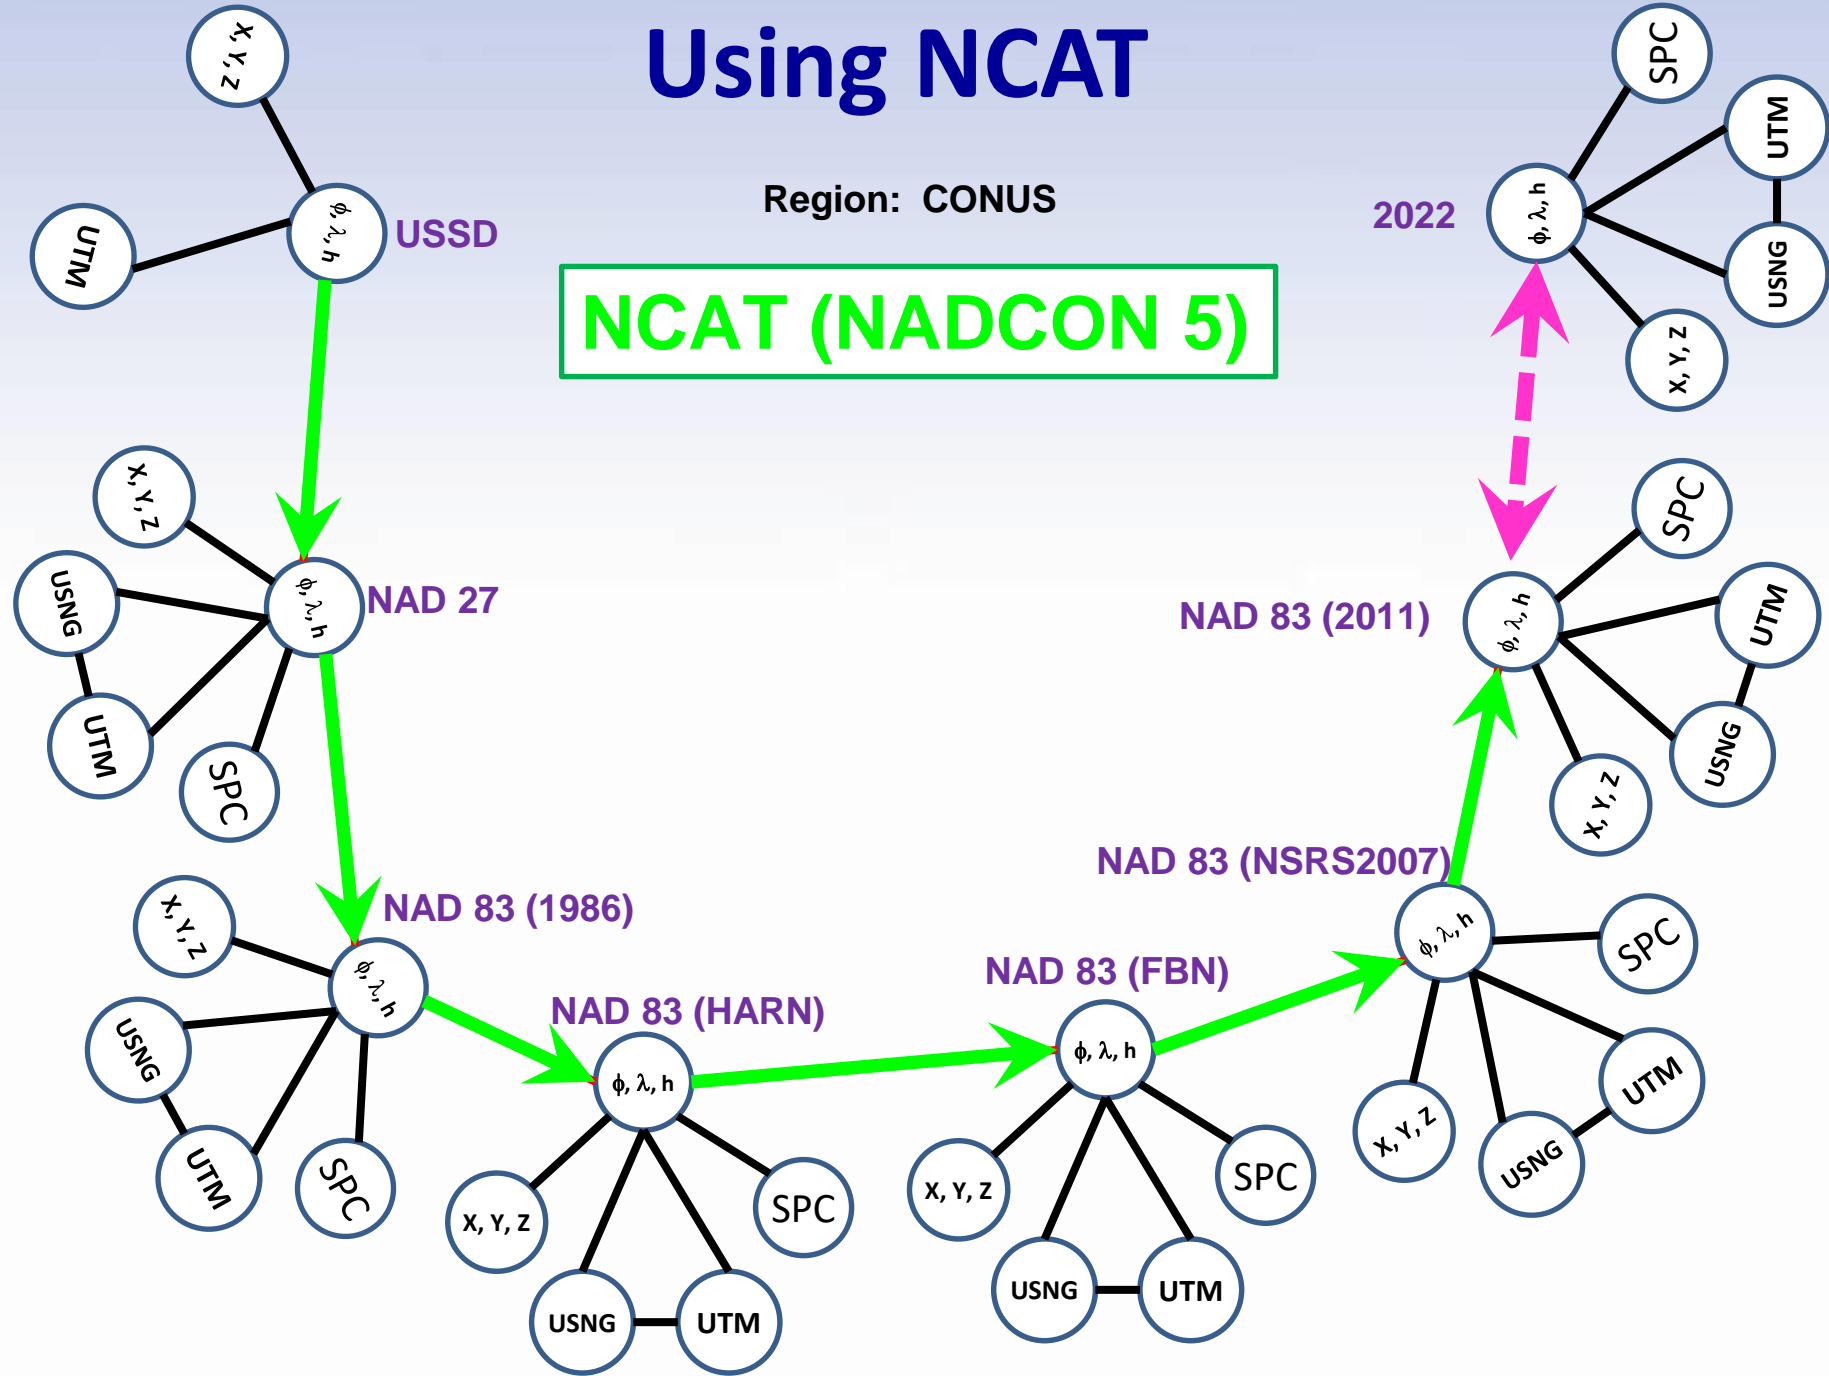 Using NCAT
Region: CONUS
NCAT (NADCON 5)
X, Y, Z
UTM
ϕ, λ, h
USSD
X, Y, Z
USNG
UTM
SPC
ϕ, λ, h
NAD 27
X, Y, Z
USNG
UTM
SPC
ϕ, λ, h
NAD 83 (1986)
NAD 83 (HARN)
ϕ, λ, h
X, Y, Z
USNG
UTM
SPC
NAD 83 (FBN)
ϕ, λ, h
X, Y, Z
USNG
UTM
SPC
NAD 83 (NSRS2007)
ϕ, λ, h
SPC
UTM
USNG
X, Y, Z
NAD 83 (2011)
ϕ, λ, h
SPC
UTM
USNG
X, Y, Z
2022
ϕ, λ, h
SPC
UTM
USNG
X, Y, Z